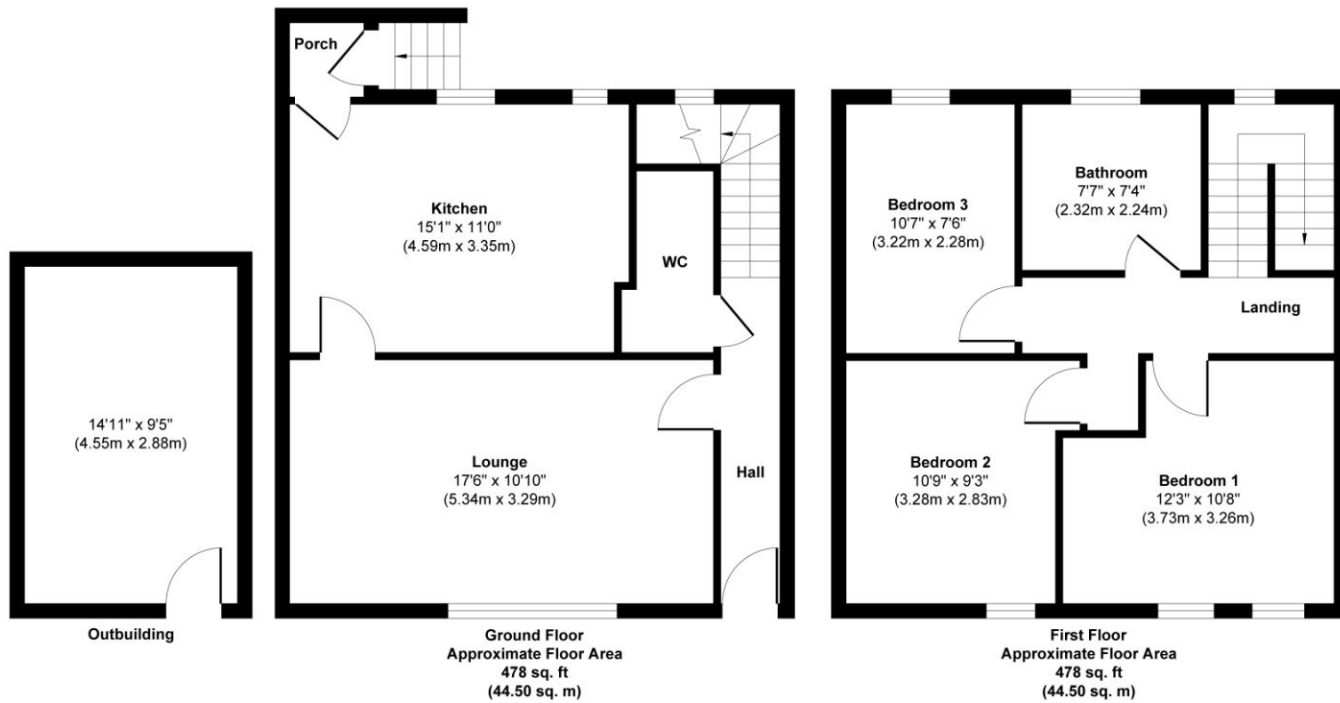 14'11" x 9'5"
(4.55m x 2.88m)
Outbuilding
Porch
Kitchen
15'1" x 11'0"
(4.59m x 3.35m)
WC
Lounge
17'6" x 10'10"
(5.34m x 3.29m)
Hall
Ground Floor
Approximate Floor Area
478 sq. ft
(44.50 sq. m)
Bedroom 3
10'7" x 7'6"
(3.22m x 2.28m)
Bathroom
7'7" x 7'4"
(2.32m x 2.24m)
Landing
Bedroom 2
10'9" x 9'3"
(3.28m x 2.83m)
Bedroom 1
12'3" x 10'8"
(3.73m x 3.26m)
First Floor
Approximate Floor Area
478 sq. ft
(44.50 sq. m)